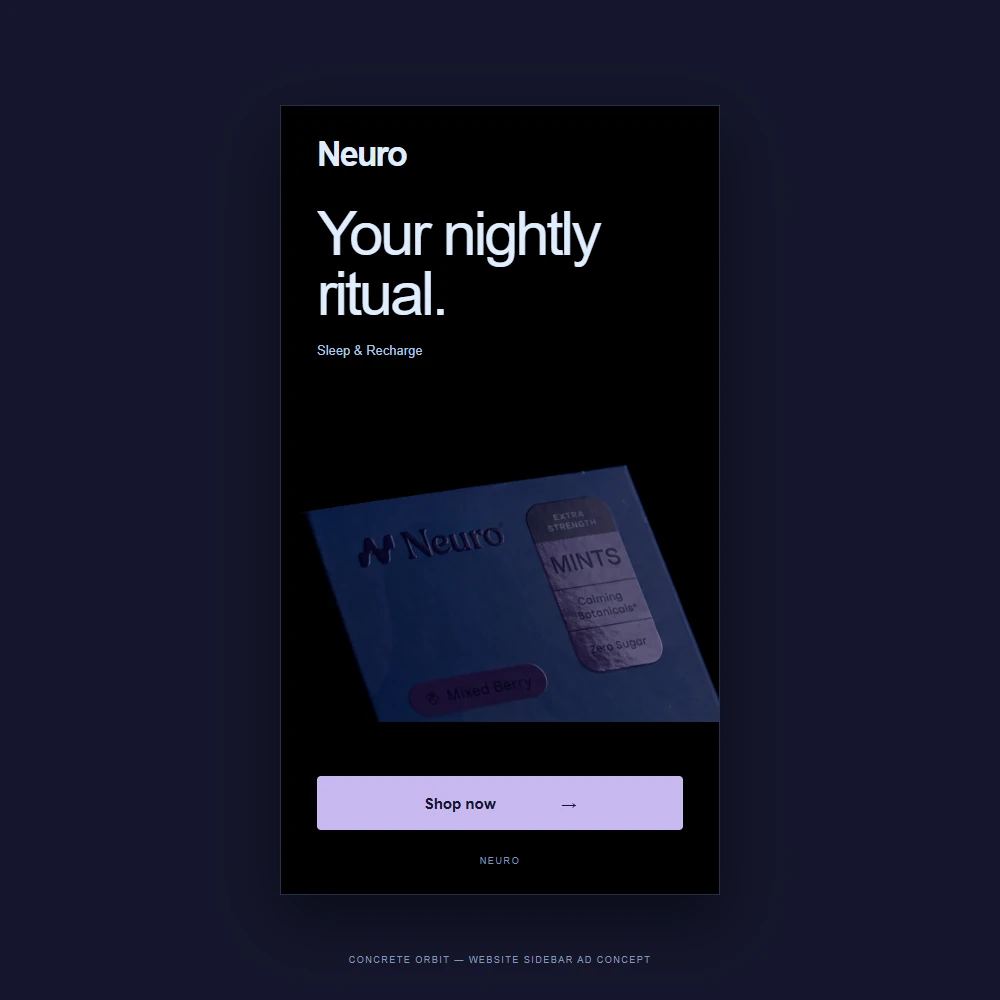 Neuro
Your nightly
ritual.
Sleep & Recharge
Neuro
EXTRA
STRENGTH
MINTS
Calming
Botanicals*
Zero Sugar
Mixed Berry
Shop now →
NEURO
CONCRETE ORBIT — WEBSITE SIDEBAR AD CONCEPT